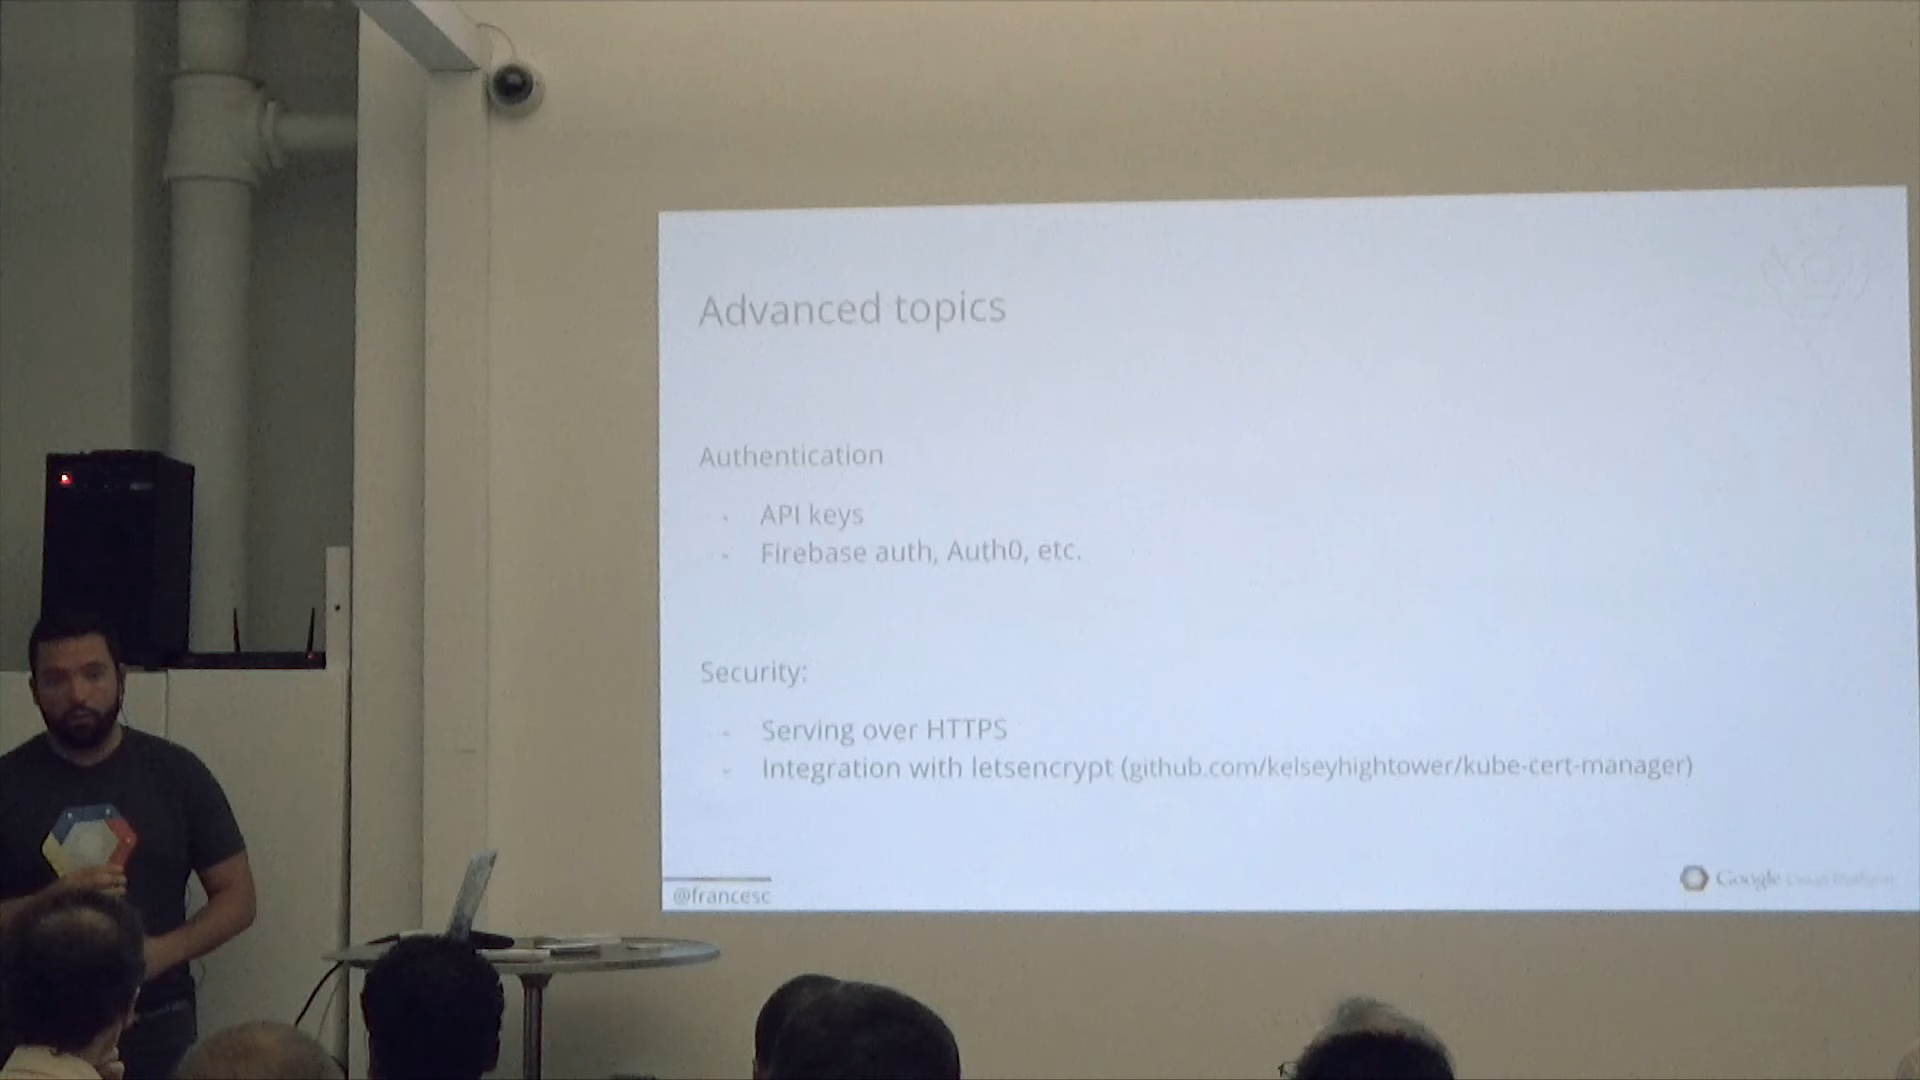 Advanced topics
Authentication
- API keys
- Firebase auth, Auth0, etc.
Security:
- Serving over HTTPS
- Integration with letsencrypt (github.com/kelseyhightower/kube-cert-manager)
@francesc
Google Cloud Platform